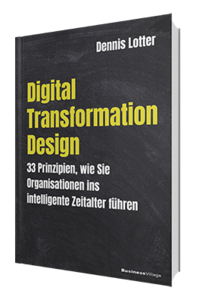 Dennis Lotter
Digital
Transformation
Design
33 Prinzipien, wie Sie
Organisationen ins
intelligente Zeitalter führen
BusinessVillage